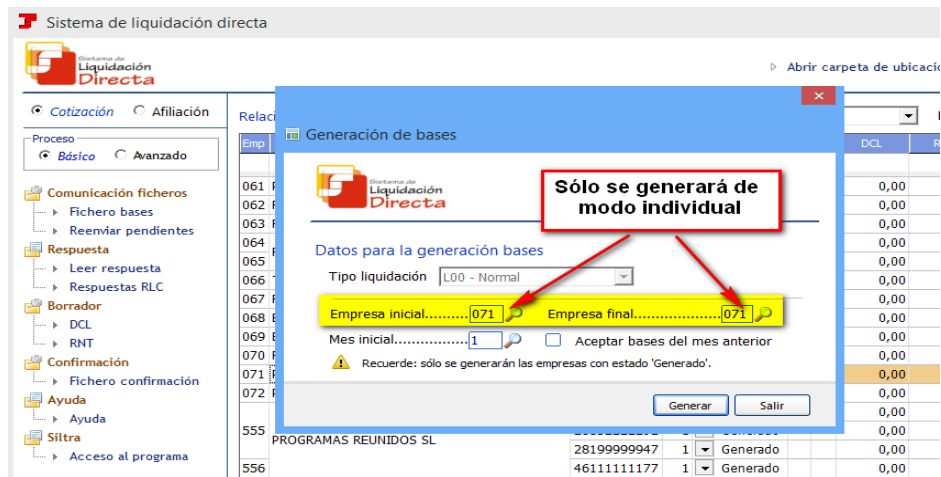 Sistema de liquidación directa
Sistema de
Liquidación
Directa
Abrir carpeta de ubicació
Cotización Afiliación
Proceso
Básico Avanzado
Comunicación ficheros
Fichero bases
Reenviar pendientes
Respuesta
Leer respuesta
Respuestas RLC
Borrador
DCL
RNT
Confirmación
Fichero confirmación
Ayuda
Ayuda
Siltra
Acceso al programa
Relaci
Emp DCL R
061 0,00
062 0,00
063 0,00
064 0,00
065 0,00
066 0,00
067 0,00
068 0,00
069 0,00
070 0,00
071 0,00
072 0,00
0,00
555 0,00
PROGRAMAS REUNIDOS SL
28199999947 1 Generado 0,00
556 46111111177 1 Generado 0,00
Generación de bases
Sistema de
Liquidación
Directa
Sólo se generará de
modo individual
Datos para la generación bases
Tipo liquidación L00 - Normal
Empresa inicial..........071 Empresa final...................071
Mes inicial.................1 Aceptar bases del mes anterior
Recuerde: sólo se generarán las empresas con estado 'Generado'.
Generar Salir